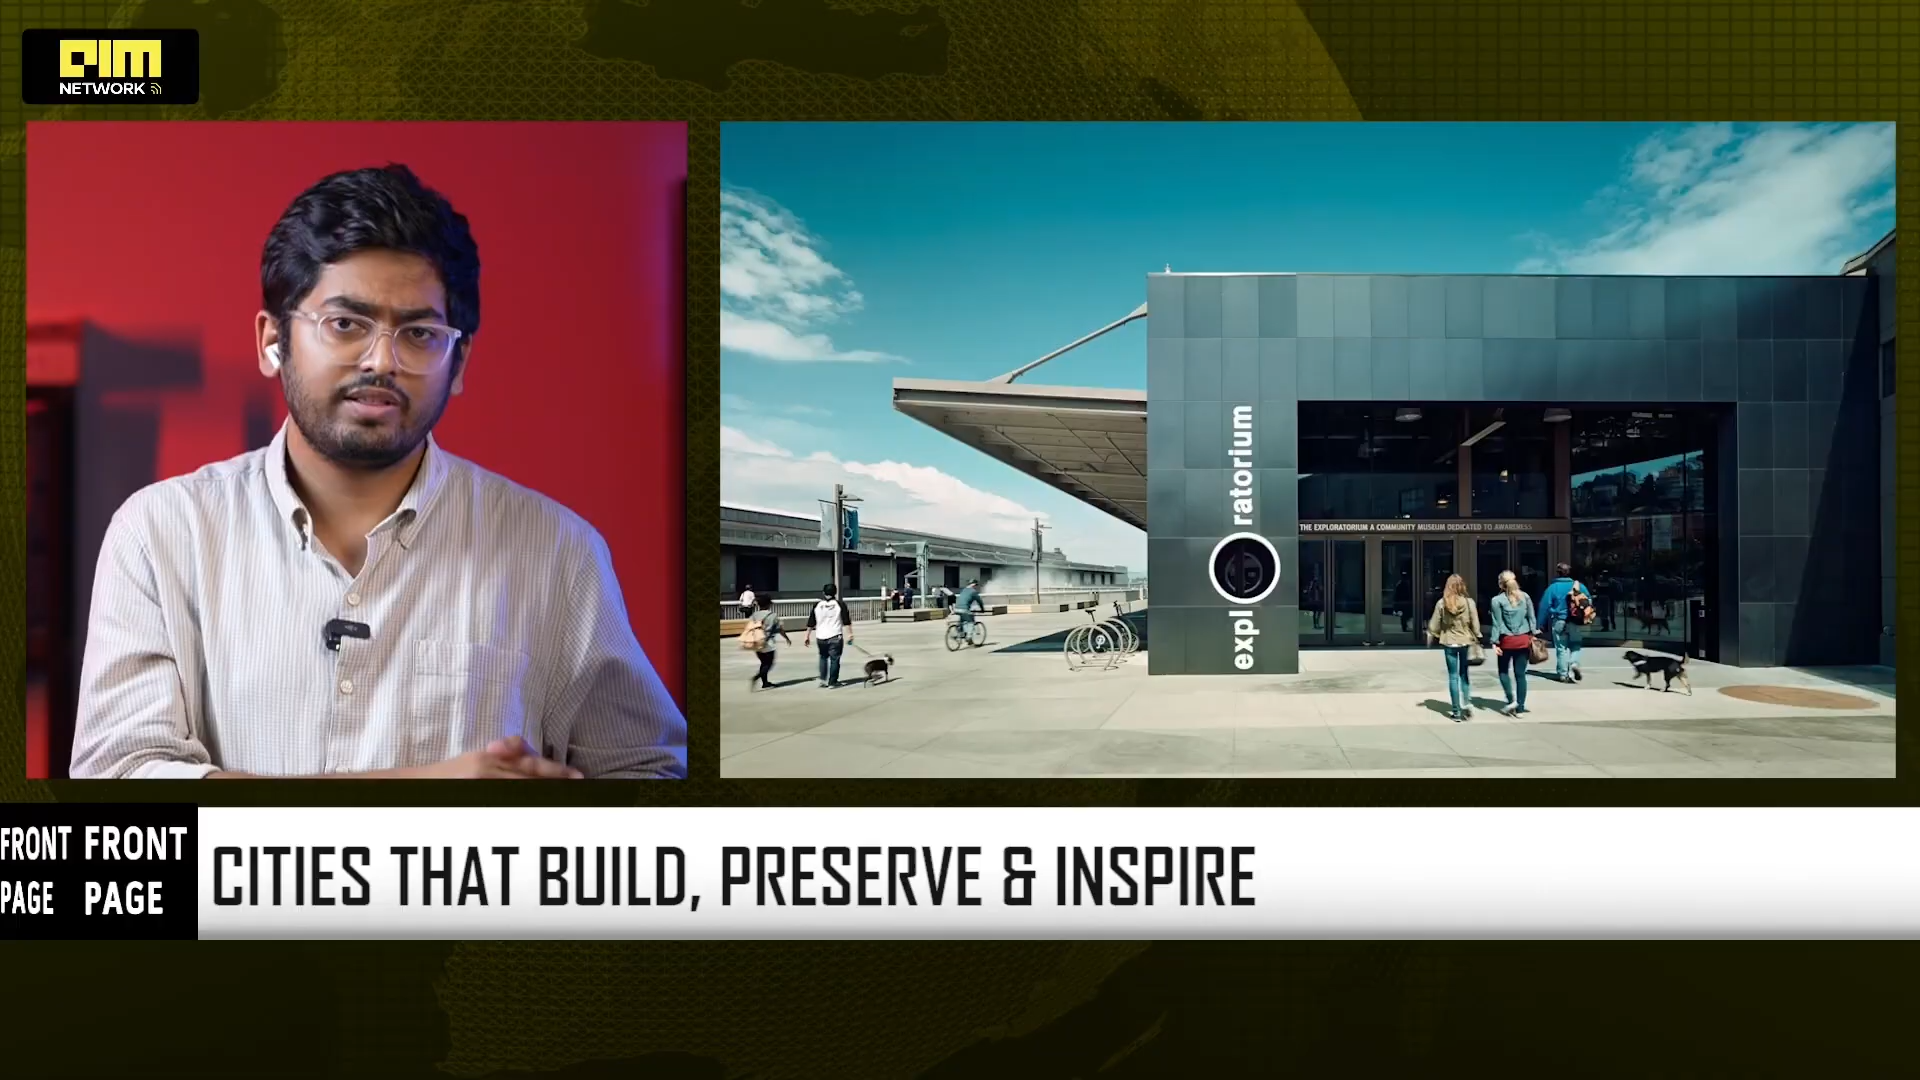 AIM
NETWORK
exploratorium
THE EXPLORATORIUM A COMMUNITY MUSEUM DEDICATED TO AWARENESS
FRONT FRONT
PAGE PAGE
CITIES THAT BUILD, PRESERVE & INSPIRE